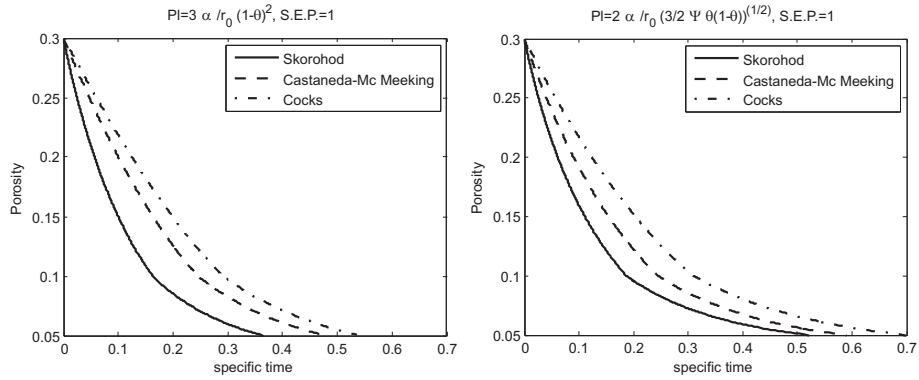 Pl=3 α /r₀ (1-θ)², S.E.P.=1
0.3
0.25
0.2
0.15
0.1
0.05
Porosity
0 0.1 0.2 0.3 0.4 0.5 0.6 0.7
specific time
Skorohod
Castaneda-Mc Meeking
Cocks
Pl=2 α /r₀ (3/2 Ψ θ(1-θ))⁽¹/²⁾, S.E.P.=1
0.3
0.25
0.2
0.15
0.1
0.05
Porosity
0 0.1 0.2 0.3 0.4 0.5 0.6 0.7
specific time
Skorohod
Castaneda-Mc Meeking
Cocks